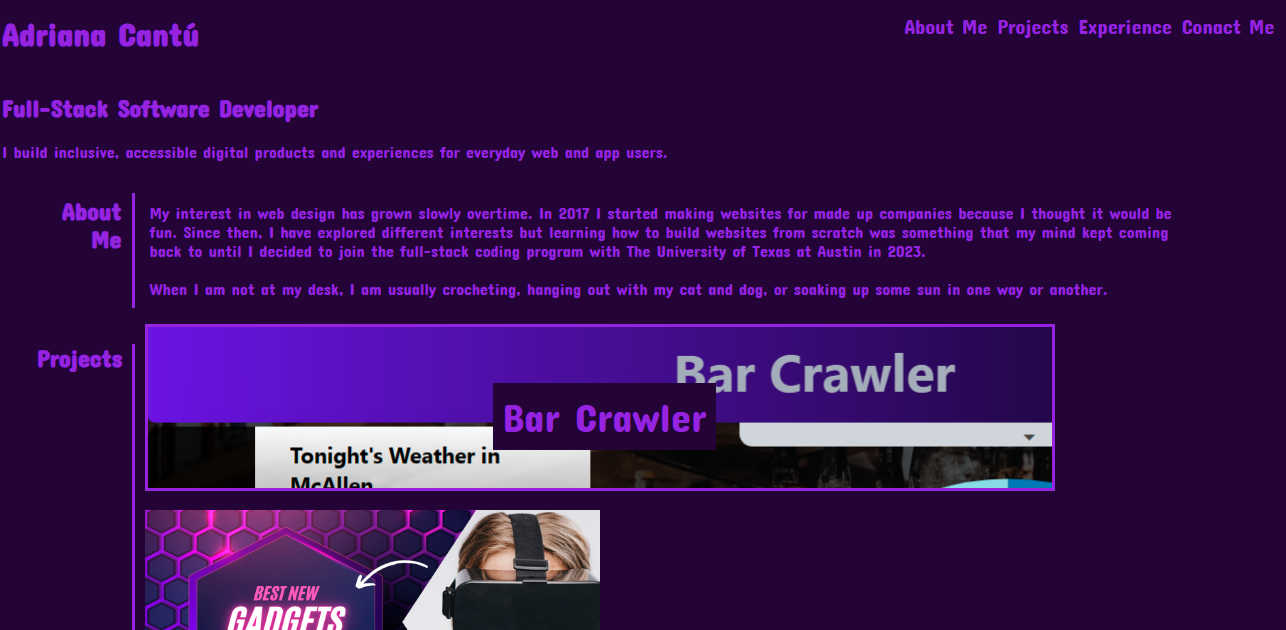 Adriana Cantú
About Me Projects Experience Conact Me
Full-Stack Software Developer
I build inclusive, accessible digital products and experiences for everyday web and app users.
About
Me
My interest in web design has grown slowly overtime. In 2017 I started making websites for made up companies because I thought it would be
fun. Since then, I have explored different interests but learning how to build websites from scratch was something that my mind kept coming
back to until I decided to join the full-stack coding program with The University of Texas at Austin in 2023.
When I am not at my desk, I am usually crocheting, hanging out with my cat and dog, or soaking up some sun in one way or another.
Projects
Bar Crawler
Bar Crawler
Tonight's Weather in
McAllen
BEST NEW
GADGETS